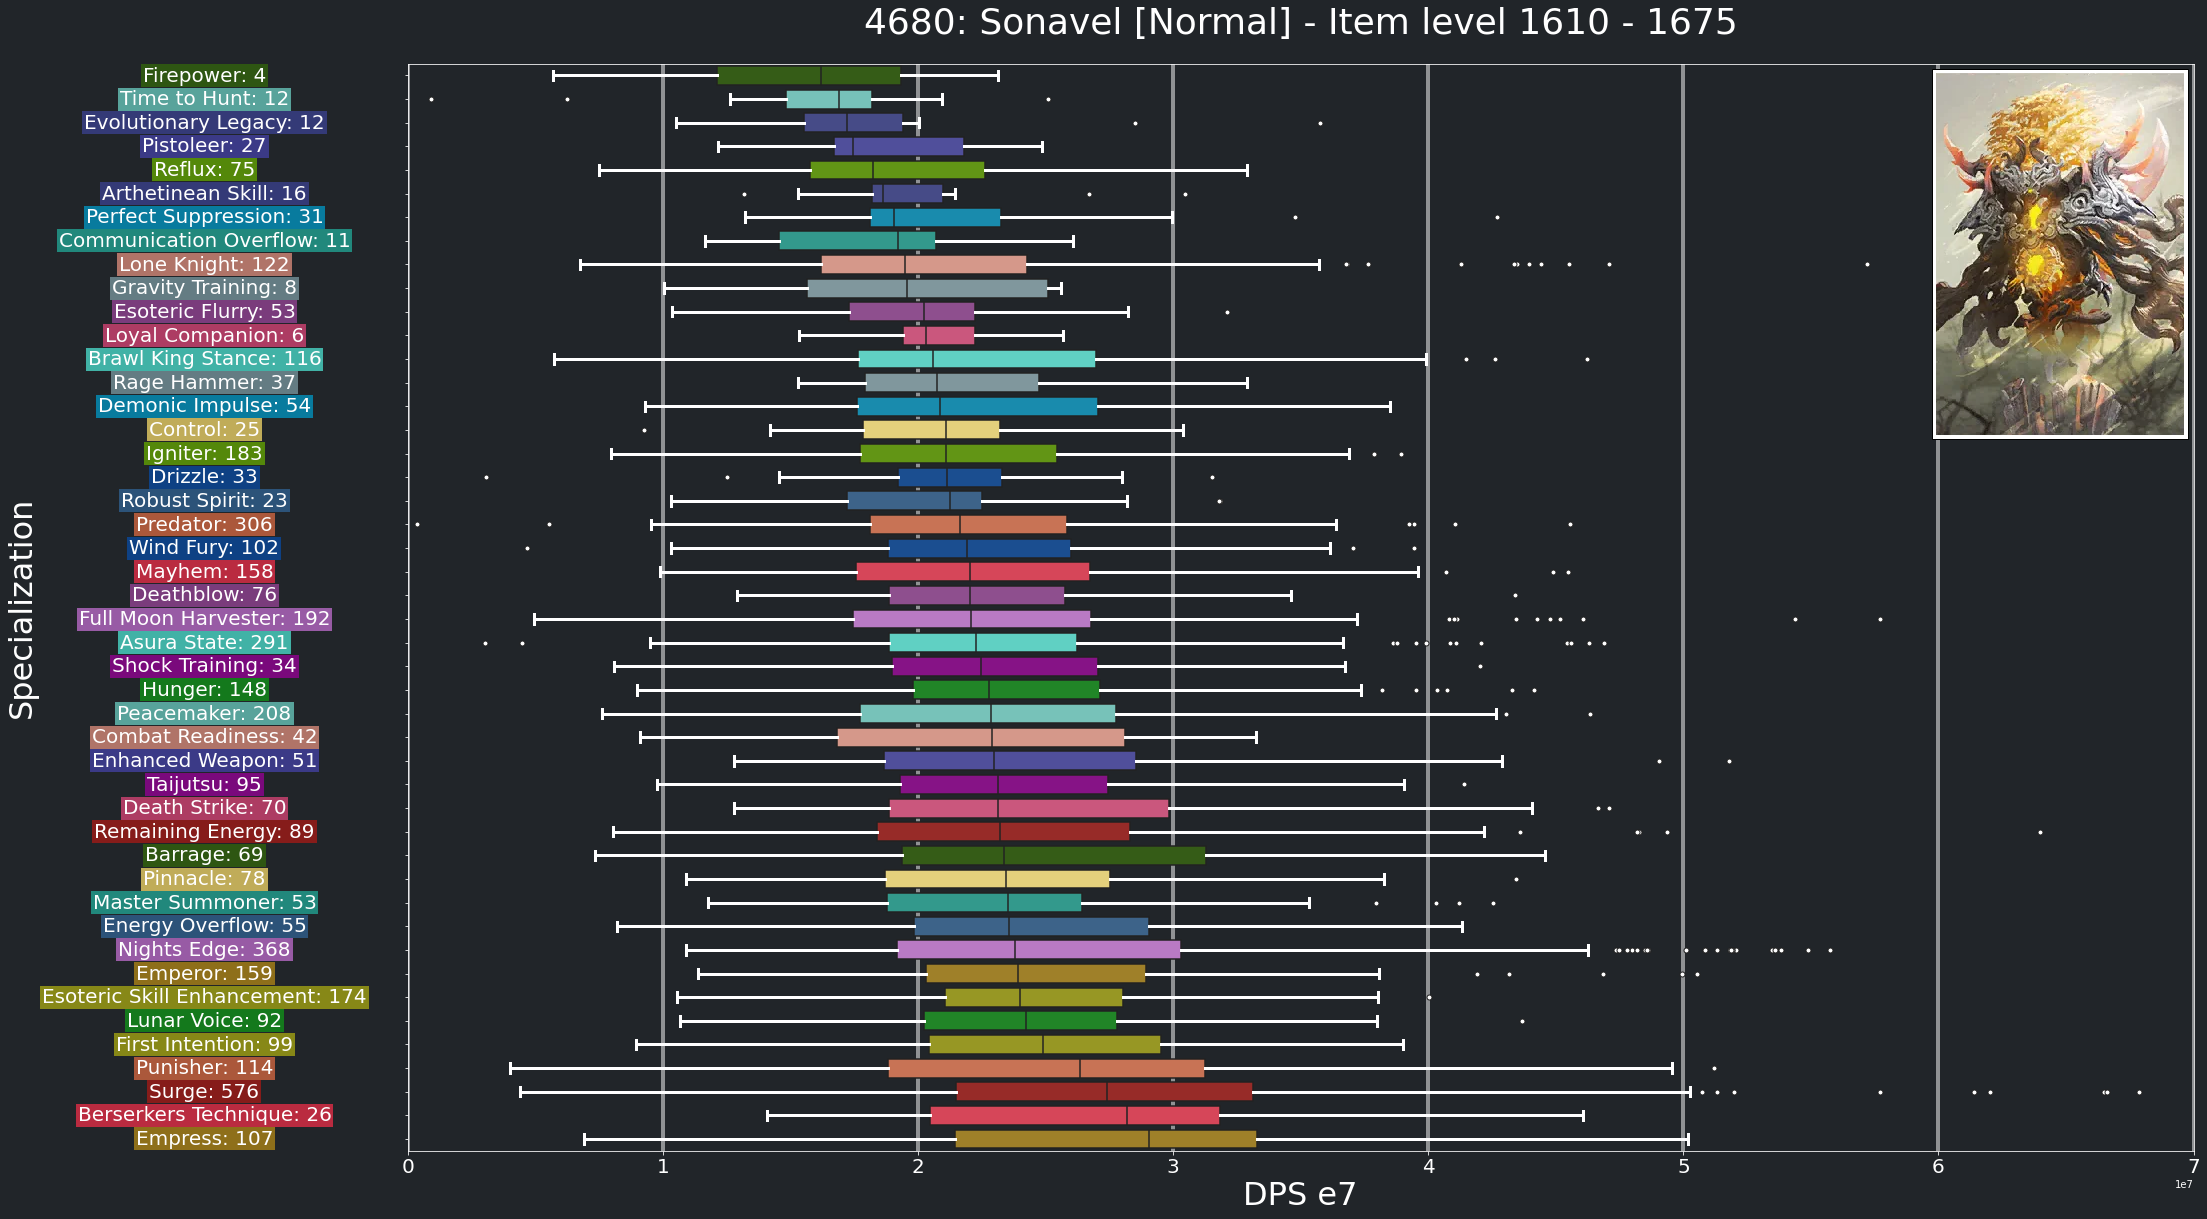 4680: Sonavel [Normal] - Item level 1610 - 1675
Firepower: 4
Time to Hunt: 12
Evolutionary Legacy: 12
Pistoleer: 27
Reflux: 75
Arthetinean Skill: 16
Perfect Suppression: 31
Communication Overflow: 11
Lone Knight: 122
Gravity Training: 8
Esoteric Flurry: 53
Loyal Companion: 6
Brawl King Stance: 116
Rage Hammer: 37
Demonic Impulse: 54
Control: 25
Igniter: 183
Drizzle: 33
Robust Spirit: 23
Predator: 306
Wind Fury: 102
Mayhem: 158
Deathblow: 76
Full Moon Harvester: 192
Asura State: 291
Shock Training: 34
Hunger: 148
Peacemaker: 208
Combat Readiness: 42
Enhanced Weapon: 51
Taijutsu: 95
Death Strike: 70
Remaining Energy: 89
Barrage: 69
Pinnacle: 78
Master Summoner: 53
Energy Overflow: 55
Nights Edge: 368
Emperor: 159
Esoteric Skill Enhancement: 174
Lunar Voice: 92
First Intention: 99
Punisher: 114
Surge: 576
Berserkers Technique: 26
Empress: 107
Specialization
0 1 2 3 4 5 6 7
1e7
DPS e7